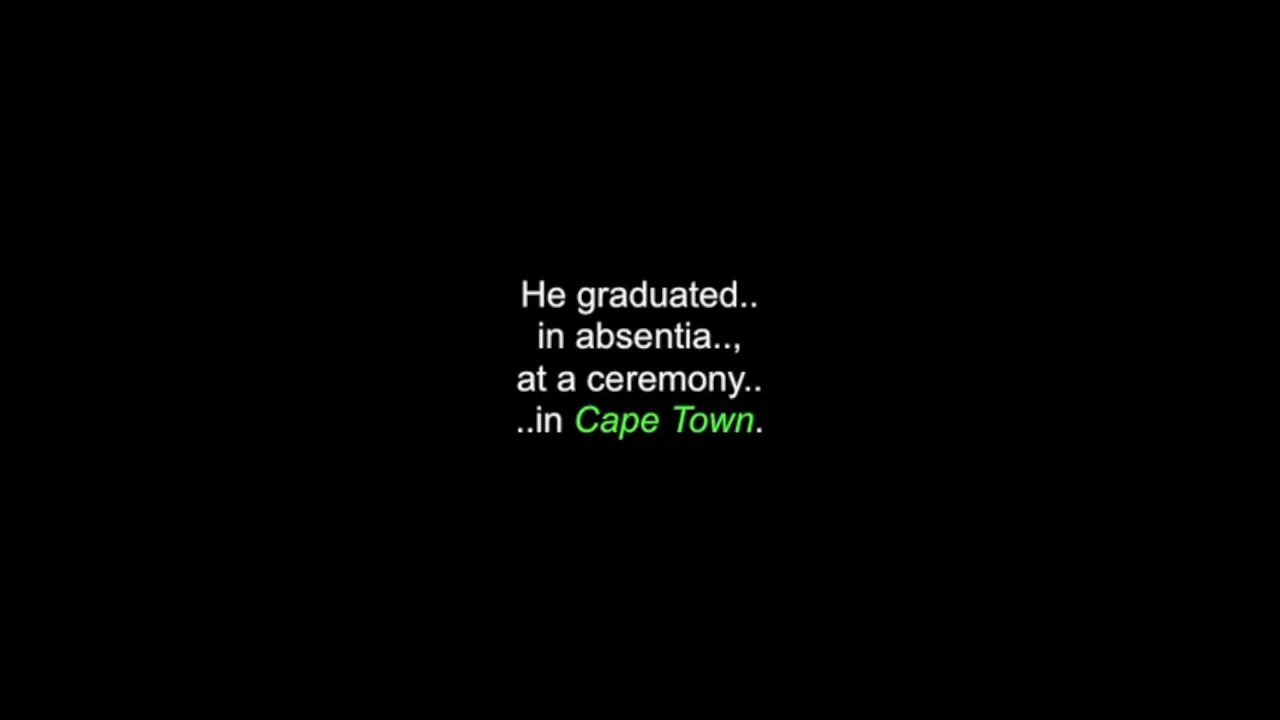 He graduated..
in absentia..,
at a ceremony..
..in Cape Town.